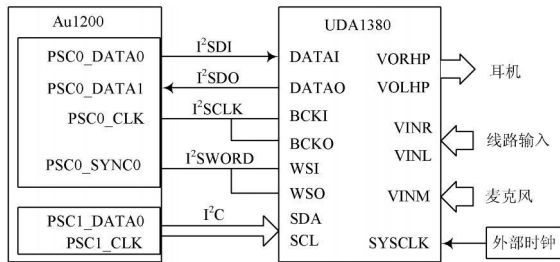 Au1200
UDA1380
PSC0_DATA0
I²SDI
DATAI
VORHP
耳机
PSC0_DATA1
I²SDO
DATAO
VOLHP
PSC0_CLK
I²SCLK
BCKI
BCKO
VINR
线路输入
PSC0_SYNC0
I²SWORD
WSI
VINL
WSO
VINM
麦克风
PSC1_DATA0
I²C
SDA
PSC1_CLK
SCL
SYSCLK
外部时钟